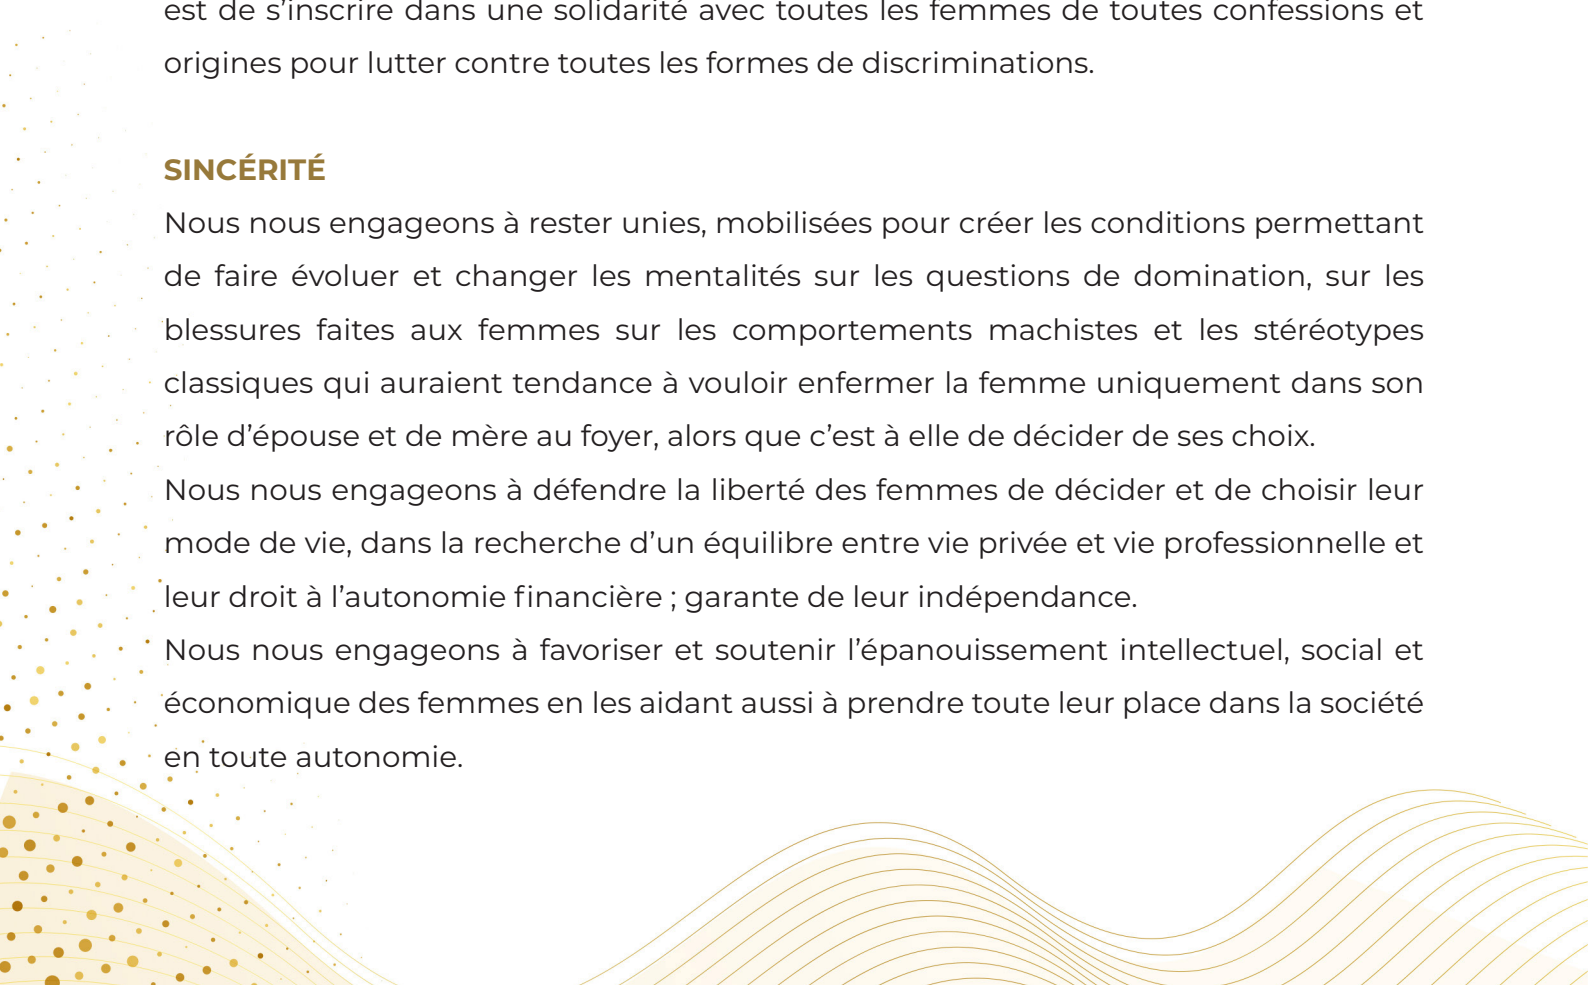 est de s’inscrire dans une solidarité avec toutes les femmes de toutes confessions et
origines pour lutter contre toutes les formes de discriminations.
SINCÉRITÉ
Nous nous engageons à rester unies, mobilisées pour créer les conditions permettant
de faire évoluer et changer les mentalités sur les questions de domination, sur les
blessures faites aux femmes sur les comportements machistes et les stéréotypes
classiques qui auraient tendance à vouloir enfermer la femme uniquement dans son
rôle d’épouse et de mère au foyer, alors que c’est à elle de décider de ses choix.
Nous nous engageons à défendre la liberté des femmes de décider et de choisir leur
mode de vie, dans la recherche d’un équilibre entre vie privée et vie professionnelle et
leur droit à l’autonomie financière ; garante de leur indépendance.
Nous nous engageons à favoriser et soutenir l’épanouissement intellectuel, social et
économique des femmes en les aidant aussi à prendre toute leur place dans la société
en toute autonomie.